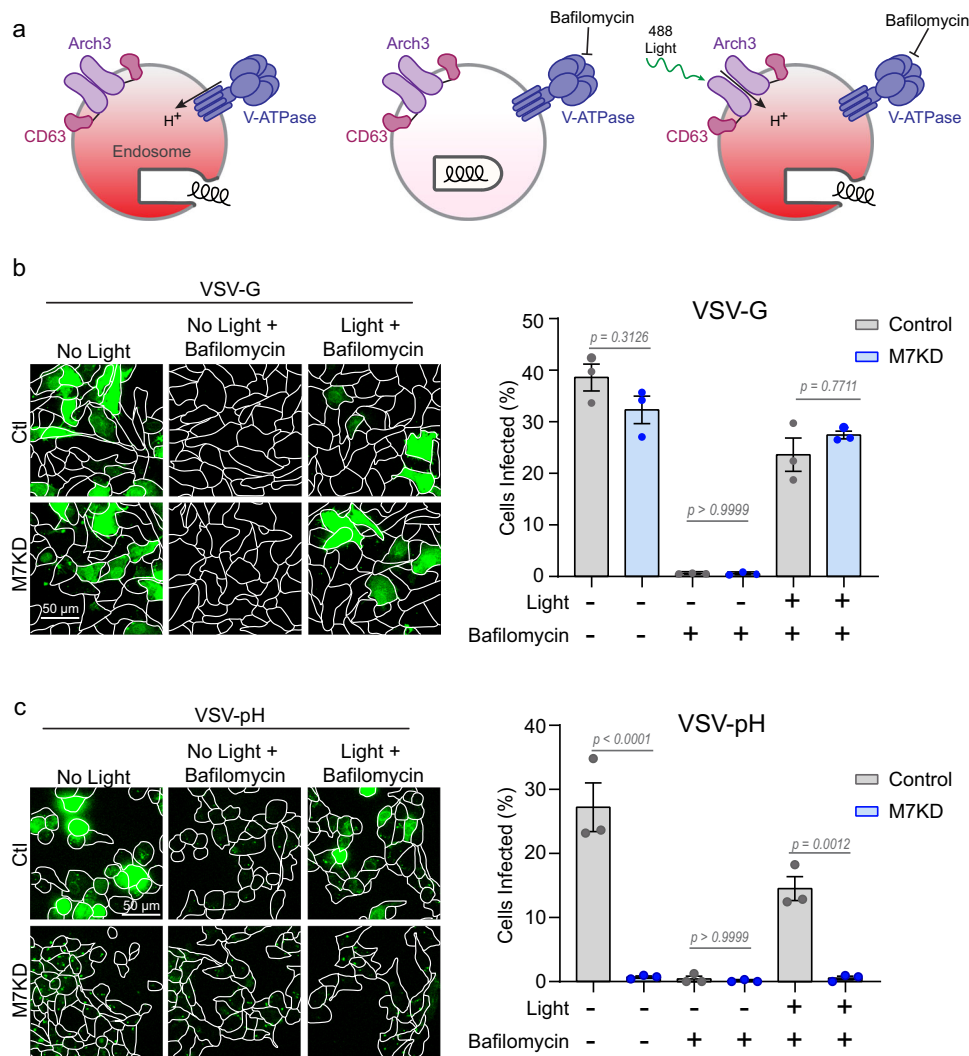 a
Arch3
H+
CD63
V-ATPase
Endosome
Bafilomycin
V-ATPase
488
Light
Arch3
Bafilomycin
H+
CD63
V-ATPase
b
VSV-G
No Light
No Light +
Bafilomycin
Light +
Bafilomycin
Ctl
M7KD
50 µm
VSV-G
Cells Infected (%)
50
40
30
20
10
0
p = 0.3126
p > 0.9999
p = 0.7711
Control
M7KD
Light - - - - + +
Bafilomycin - - + + + +
c
VSV-pH
No Light
No Light +
Bafilomycin
Light +
Bafilomycin
Ctl
50 µm
M7KD
VSV-pH
Cells Infected (%)
40
30
20
10
0
p < 0.0001
p > 0.9999
p = 0.0012
Control
M7KD
Light - - - - + +
Bafilomycin - - + + + +